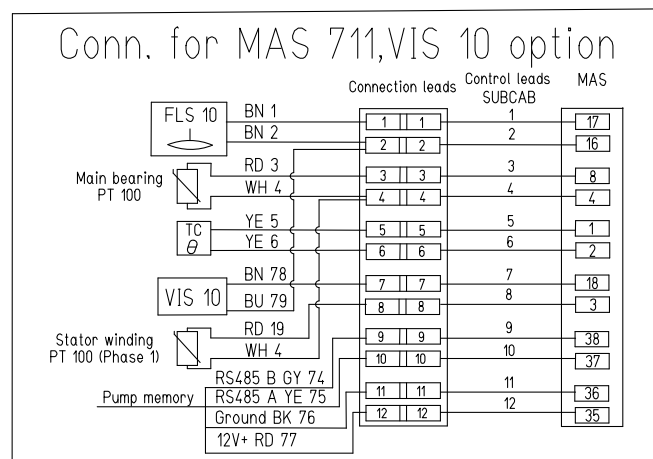 Conn. for MAS 711,VIS 10 option
Connection leads
Control leads
SUBCAB
MAS
FLS 10
BN 1
BN 2
1 1
1
17
2 2
2
16
Main bearing
PT 100
RD 3
WH 4
3 3
3
8
4 4
4
4
TC
θ
YE 5
YE 6
5 5
5
1
6 6
6
2
VIS 10
BN 78
BU 79
7 7
7
18
8 8
8
3
Stator winding
PT 100 (Phase 1)
RD 19
WH 4
9 9
9
38
10 10
10
37
Pump memory
RS485 B GY 74
RS485 A YE 75
Ground BK 76
12V+ RD 77
11 11
11
36
12 12
12
35